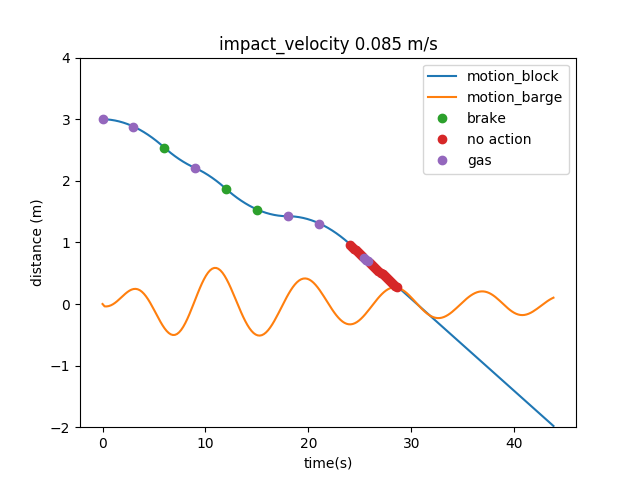 impact_velocity 0.085 m/s
4
3
2
1
0
−1
−2
distance (m)
motion_block
motion_barge
brake
no action
gas
0
10
20
30
40
time(s)